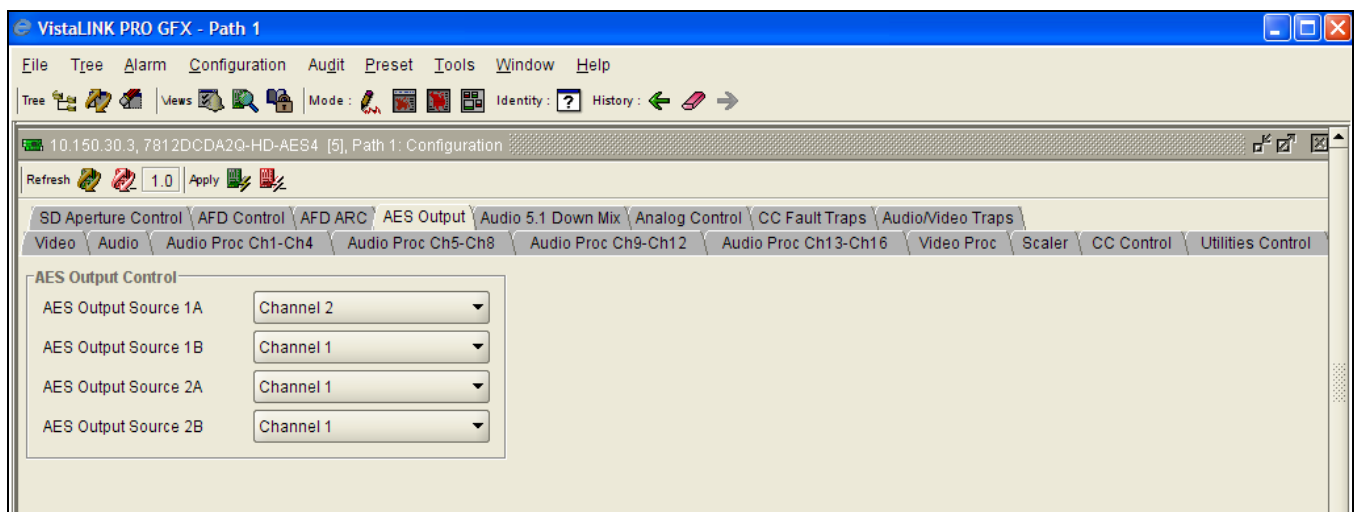 VistaLINK PRO GFX - Path 1
File Tree Alarm Configuration Audit Preset Tools Window Help
Tree Views Mode : Identity : ? History :
10.150.30.3, 7812DCDA2Q-HD-AES4 [5], Path 1: Configuration
Refresh 1.0 Apply
SD Aperture Control AFD Control AFD ARC AES Output Audio 5.1 Down Mix Analog Control CC Fault Traps Audio/Video Traps
Video Audio Audio Proc Ch1-Ch4 Audio Proc Ch5-Ch8 Audio Proc Ch9-Ch12 Audio Proc Ch13-Ch16 Video Proc Scaler CC Control Utilities Control
AES Output Control
AES Output Source 1A Channel 2
AES Output Source 1B Channel 1
AES Output Source 2A Channel 1
AES Output Source 2B Channel 1